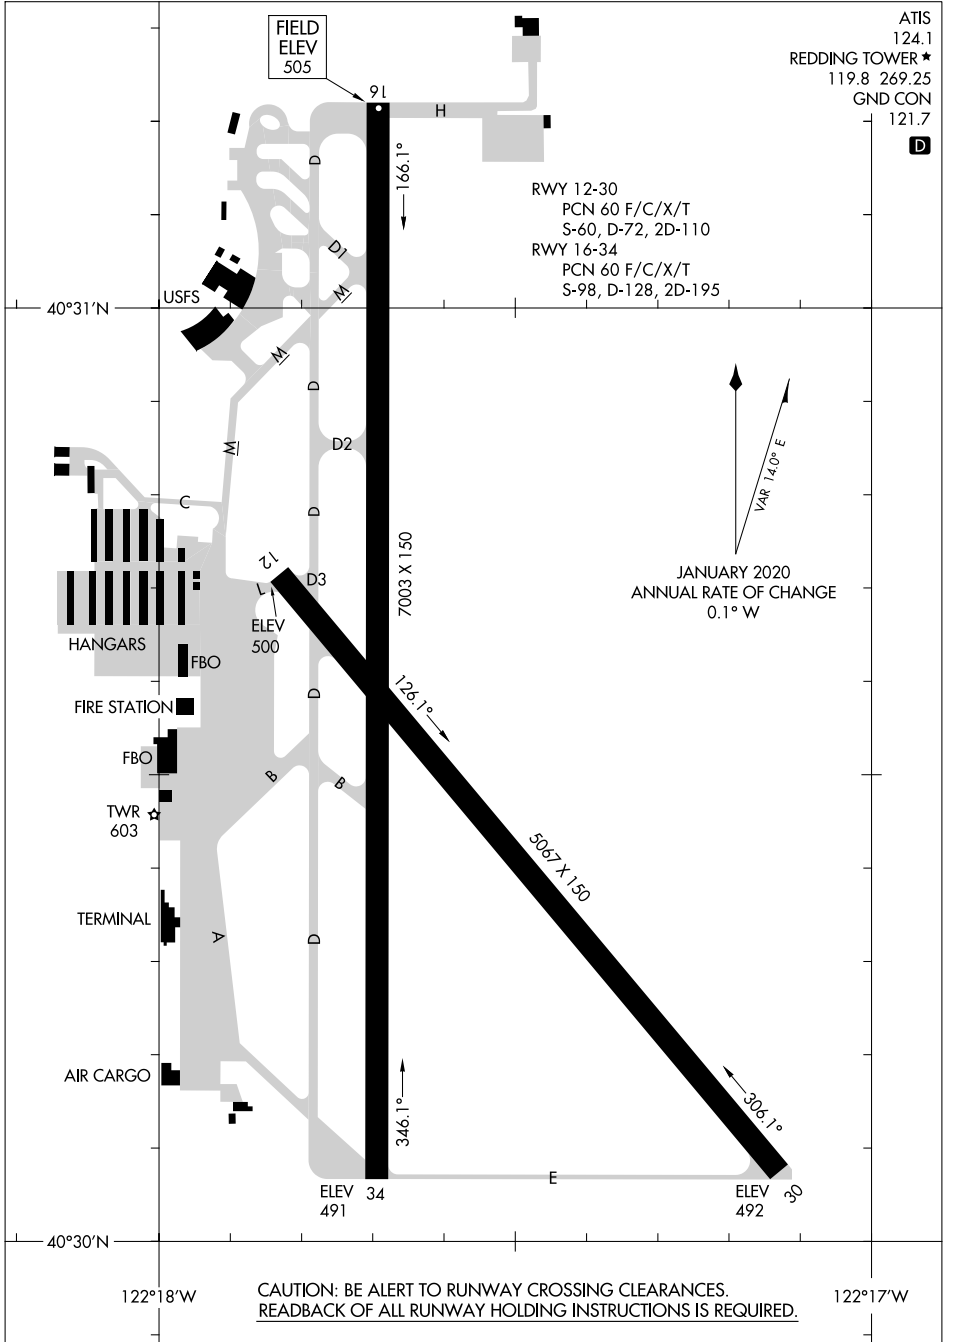 FIELD
ELEV
505
ATIS
124.1
REDDING TOWER ★
119.8 269.25
GND CON
121.7
D
16
H
D
166.1°
RWY 12-30
PCN 60 F/C/X/T
S-60, D-72, 2D-110
RWY 16-34
PCN 60 F/C/X/T
S-98, D-128, 2D-195
D1
USFS
W
40°31'N
W
D
D2
W
VAR 14.0° E
C
D
7003 X 150
12
D3
L
JANUARY 2020
ANNUAL RATE OF CHANGE
0.1° W
ELEV
500
HANGARS
FBO
D
126.1°
FIRE STATION
FBO
B
B
TWR
603
5067 X 150
TERMINAL
A
D
AIR CARGO
346.1°
306.1°
E
ELEV
491
34
ELEV
492
30
40°30'N
122°18'W
122°17'W
CAUTION: BE ALERT TO RUNWAY CROSSING CLEARANCES.
READBACK OF ALL RUNWAY HOLDING INSTRUCTIONS IS REQUIRED.